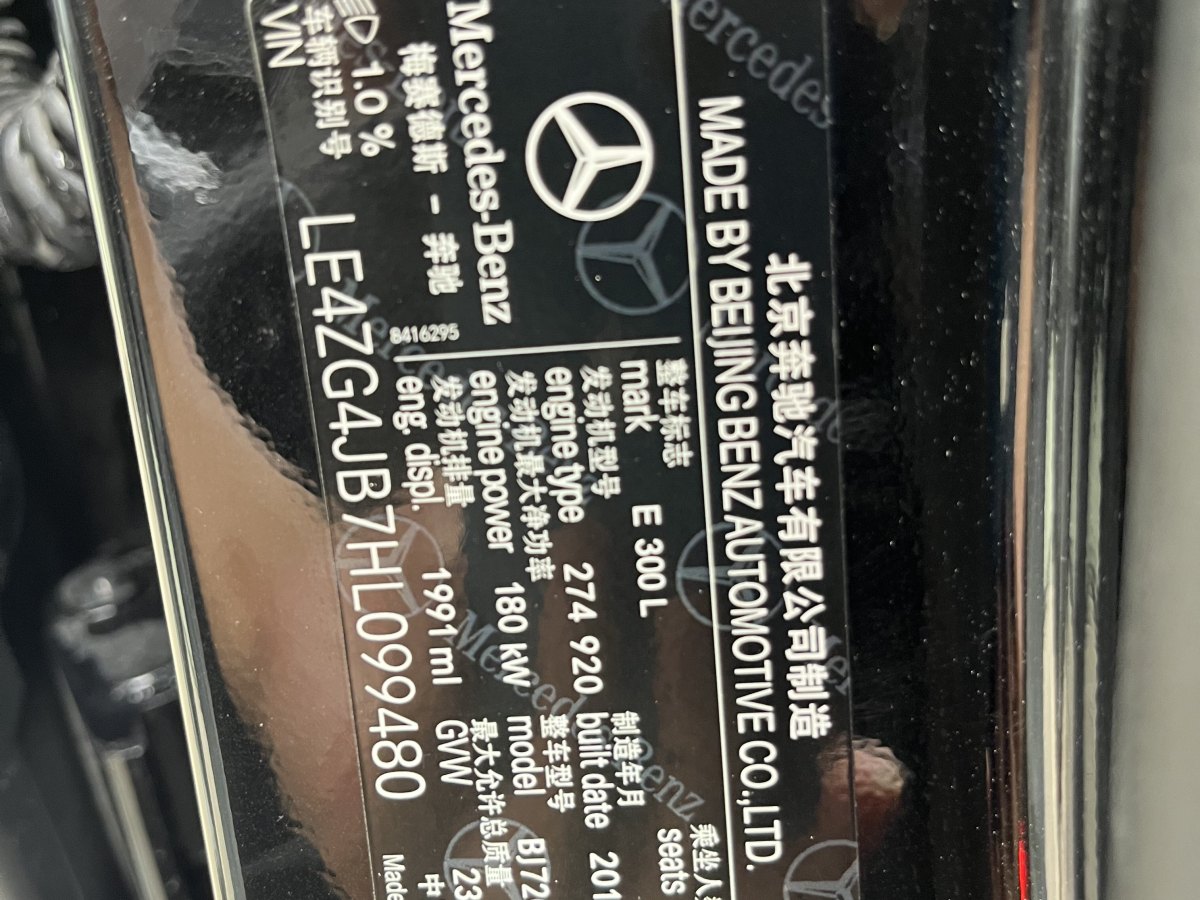 北京奔驰汽车有限公司制造
MADE BY BEIJING BENZ AUTOMOTIVE CO.,LTD.
Mercedes-Benz
梅赛德斯 - 奔驰
1.0 %
8416295
整车标志
mark E 300 L
发动机型号
engine type 274 920
发动机最大净功率
engine power 180 kW
发动机排量
eng. displ. 1991 ml
乘坐人
seats
制造年月
built date 201
整车型号
model BJ72
最大允许总质量
GVW 23
车辆识别号
VIN LE4ZG4JB7HL099480
中
Made